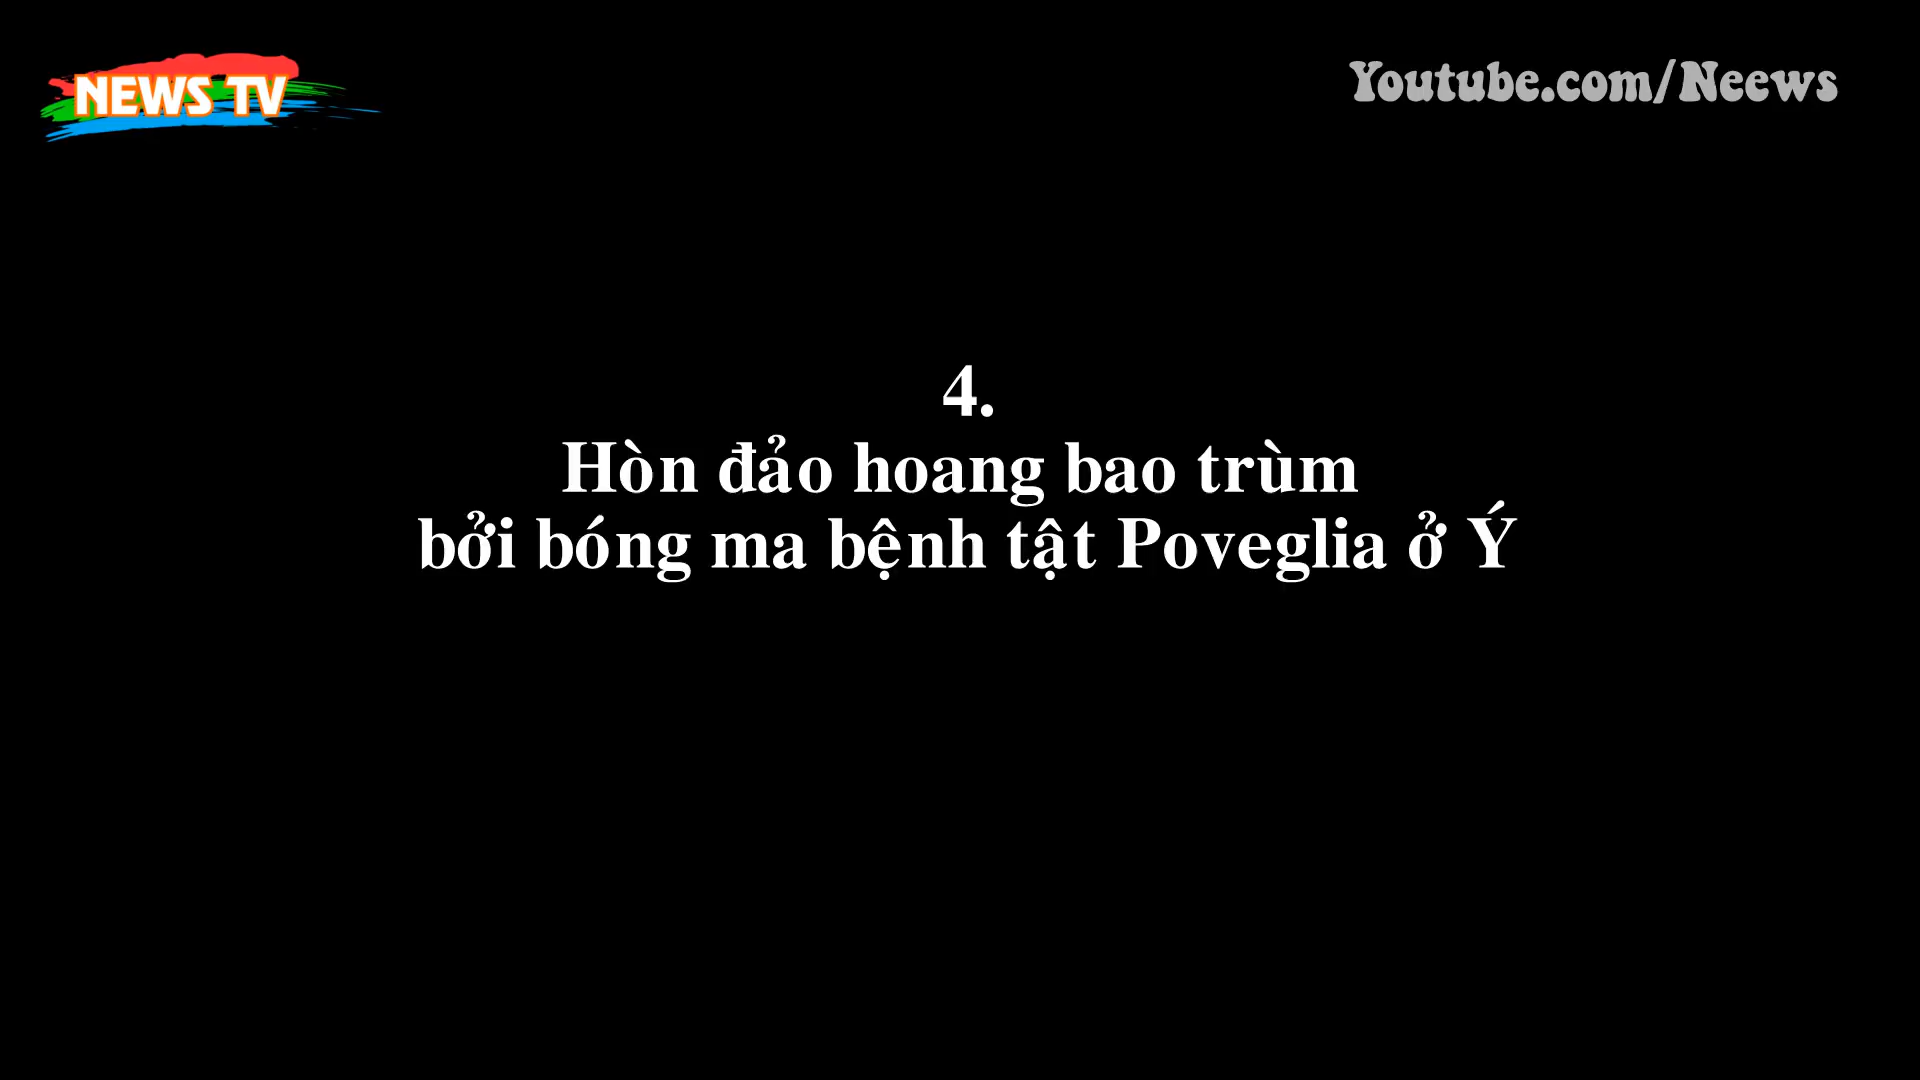 NEWS TV
Youtube.com/Neews
4.
Hòn đảo hoang bao trùm
bởi bóng ma bệnh tật Poveglia ở Ý